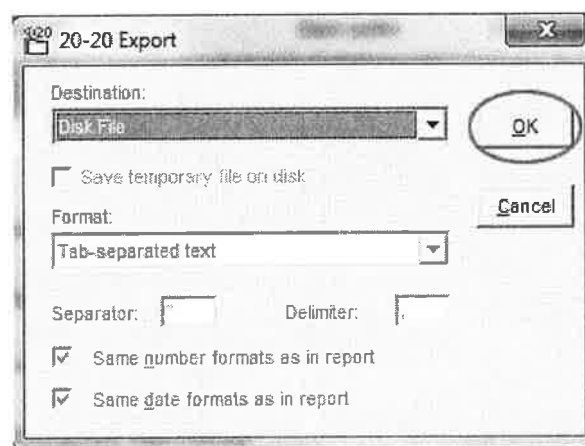 20-20 Export
Destination:
Disk File
OK
Save temporary file on disk
Cancel
Format:
Tab-separated text
Separator: " Delimiter: ,
Same number formats as in report
Same date formats as in report